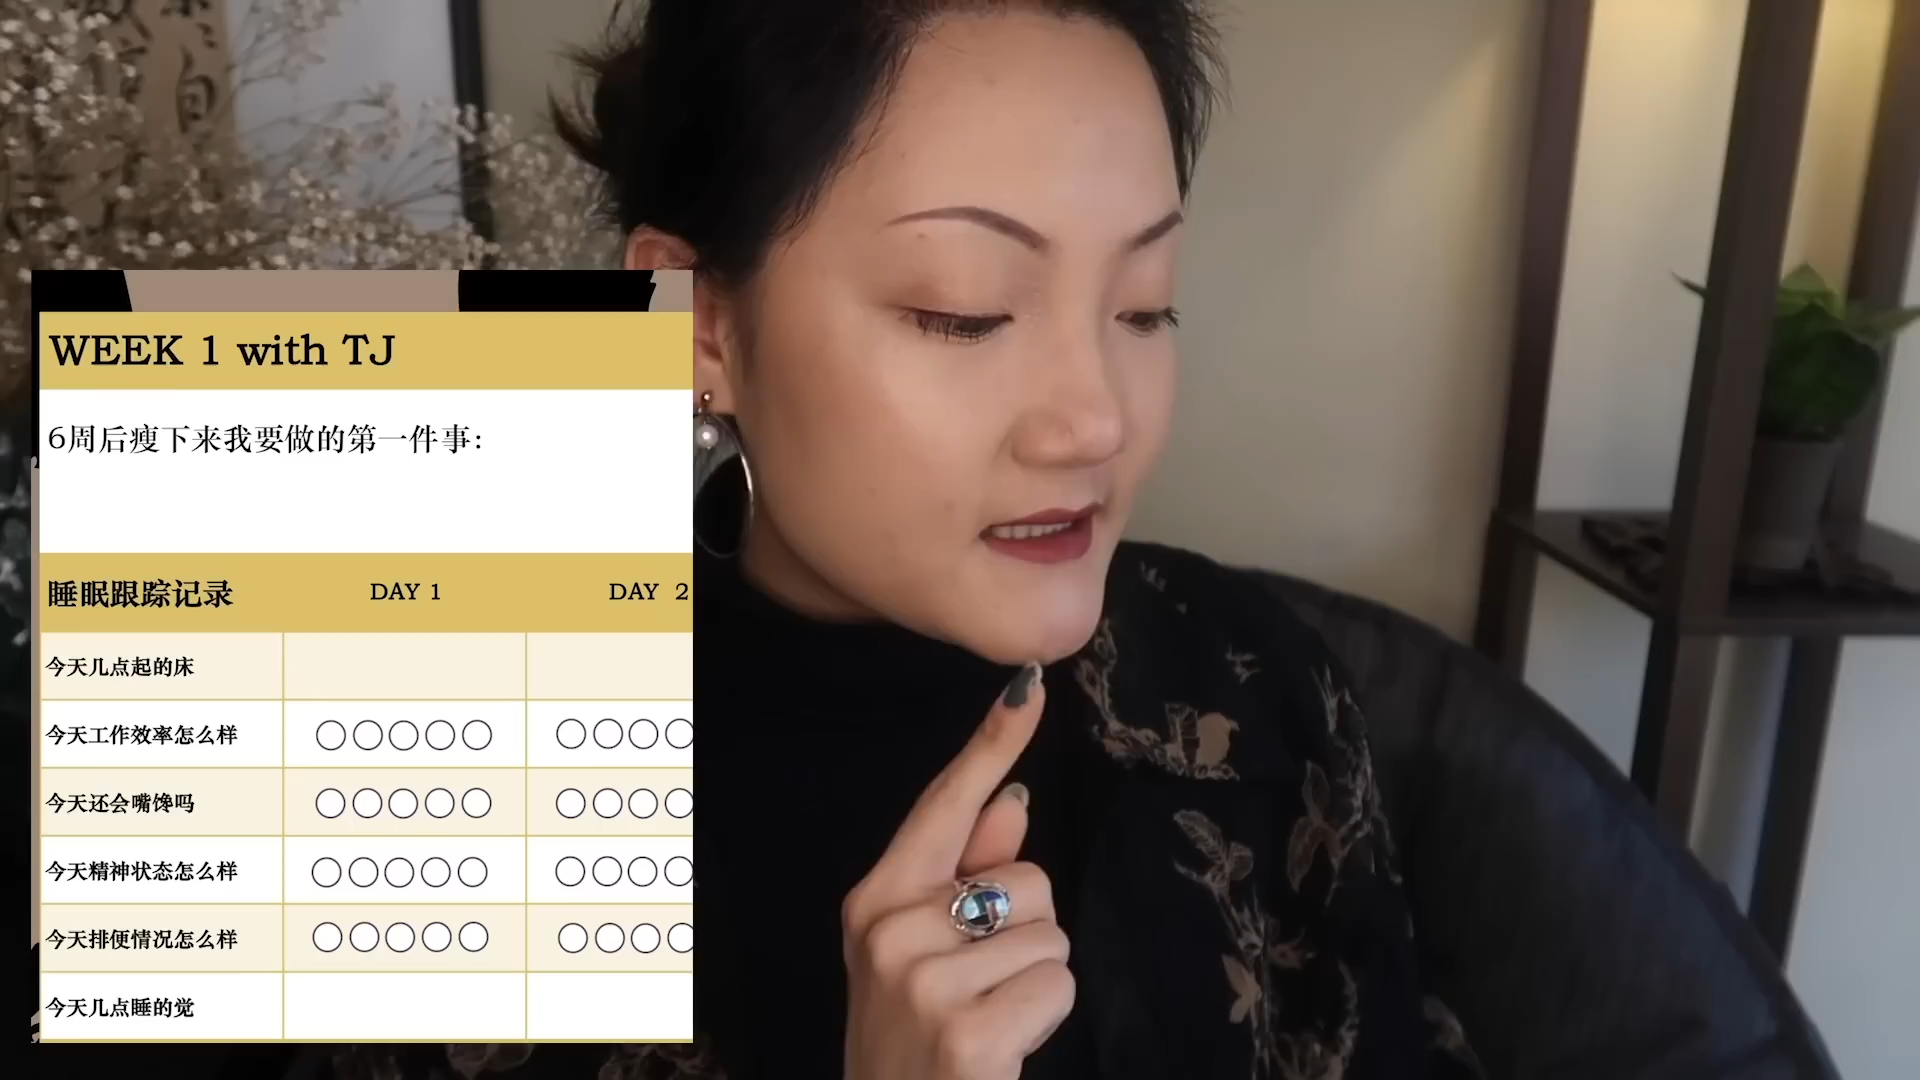 WEEK 1 with TJ
6周后瘦下来我要做的第一件事:
睡眠跟踪记录 DAY 1 DAY 2
今天几点起的床
今天工作效率怎么样
今天还会嘴馋吗
今天精神状态怎么样
今天排便情况怎么样
今天几点睡的觉